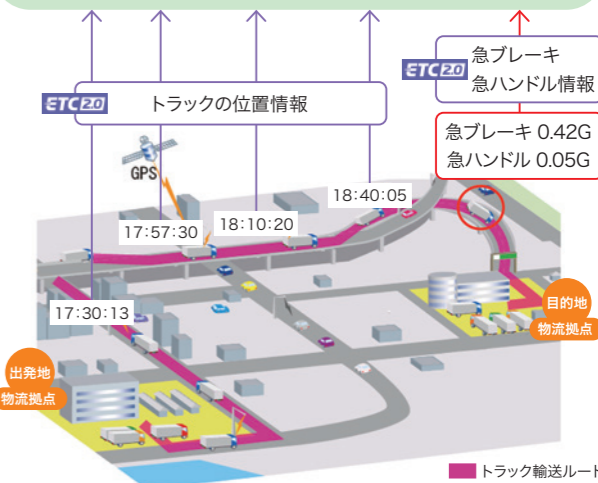 ETC2.0
急ブレーキ
急ハンドル情報
ETC2.0
トラックの位置情報
急ブレーキ 0.42G
急ハンドル 0.05G
GPS
18:40:05
18:10:20
17:57:30
17:30:13
目的地
物流拠点
出発地
物流拠点
トラック輸送ルート